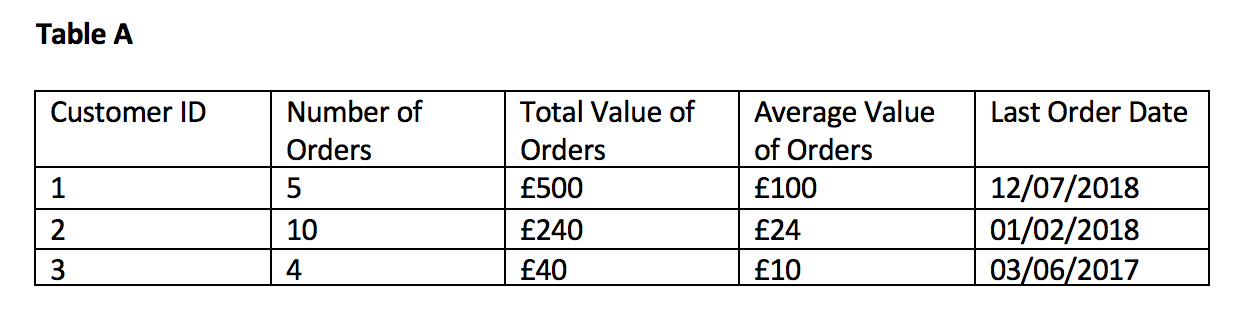 Table A
Customer ID Number of Orders Total Value of Orders Average Value of Orders Last Order Date
1 5 £500 £100 12/07/2018
2 10 £240 £24 01/02/2018
3 4 £40 £10 03/06/2017